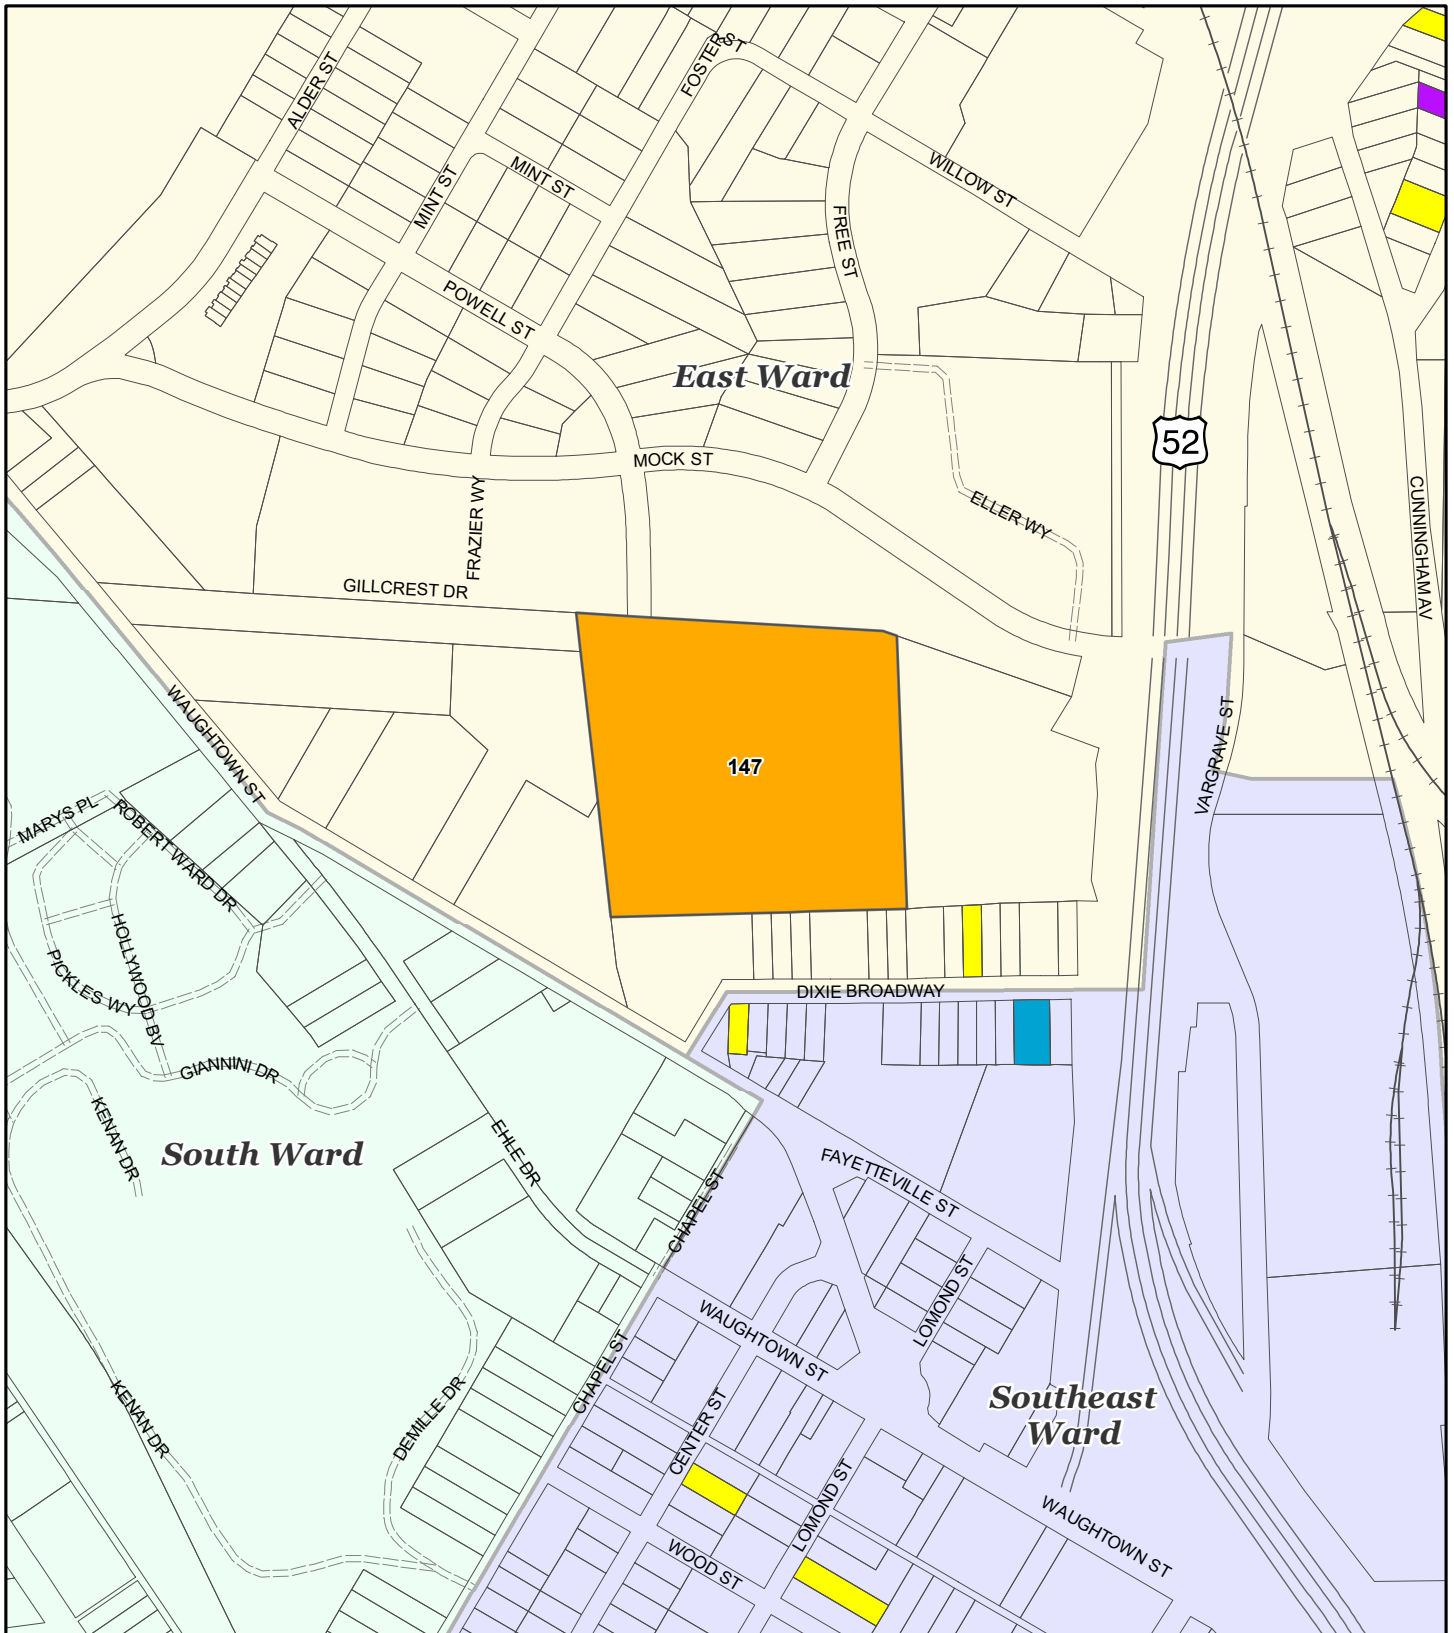 ALDER ST
FOSTER ST
ST
MINT ST
MINT ST
WILLOW ST
FREE ST
POWELL ST
East Ward
52
MOCK ST
FRAZIER WY
ELLER WY
CUNNINGHAM AV
GILLCREST DR
WAUGHTOWN ST
VARGRAVE ST
147
MARYS PL
ROBERT WARD DR
HOLLYWOOD BV
PICKLES WY
DIXIE BROADWAY
GIANNINI DR
KENAN DR
South Ward
EHLE DR
FAYETTEVILLE ST
CHAPEL ST
LOMOND ST
WAUGHTOWN ST
CHAPEL ST
KENAN DR
DEMILLE DR
CENTER ST
Southeast
Ward
LOMOND ST
WAUGHTOWN ST
WOOD ST